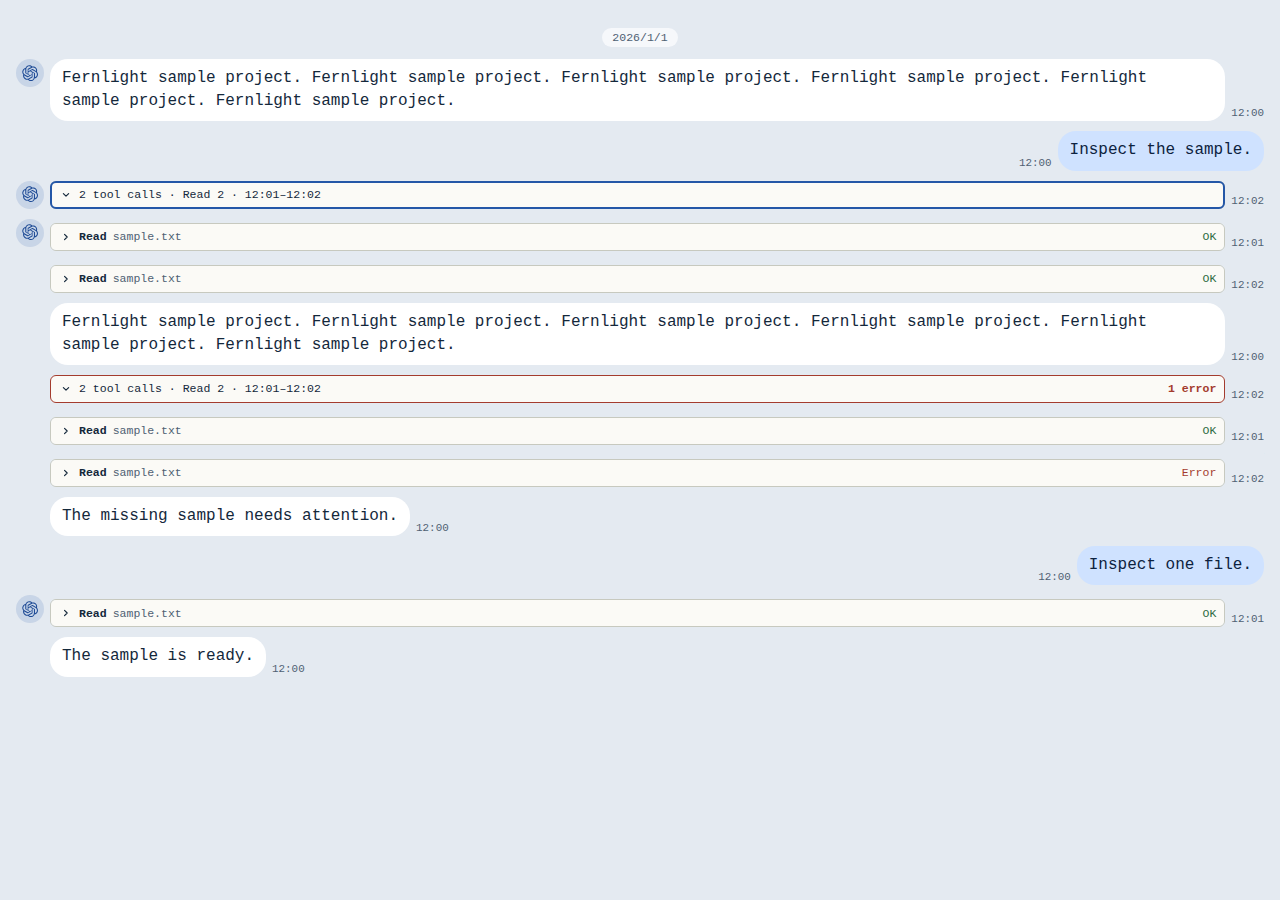 2026/1/1
Fernlight sample project. Fernlight sample project. Fernlight sample project. Fernlight sample project. Fernlight
sample project. Fernlight sample project.
12:00
Inspect the sample.
12:00
2 tool calls · Read 2 · 12:01–12:02
12:02
Read sample.txt OK
12:01
Read sample.txt OK
12:02
Fernlight sample project. Fernlight sample project. Fernlight sample project. Fernlight sample project. Fernlight
sample project. Fernlight sample project.
12:00
2 tool calls · Read 2 · 12:01–12:02 1 error
12:02
Read sample.txt OK
12:01
Read sample.txt Error
12:02
The missing sample needs attention.
12:00
Inspect one file.
12:00
Read sample.txt OK
12:01
The sample is ready.
12:00